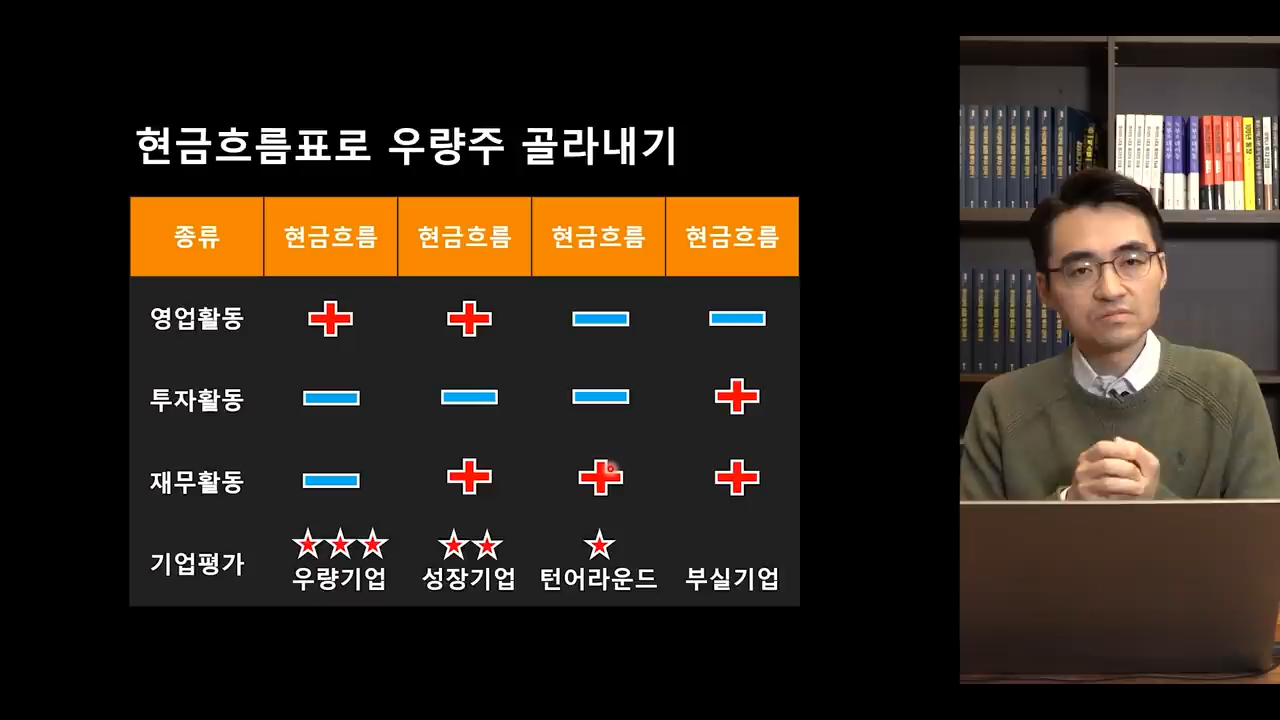 현금흐름표로 우량주 골라내기
종류 현금흐름 현금흐름 현금흐름 현금흐름
영업활동
투자활동
재무활동
기업평가 우량기업 성장기업 턴어라운드 부실기업